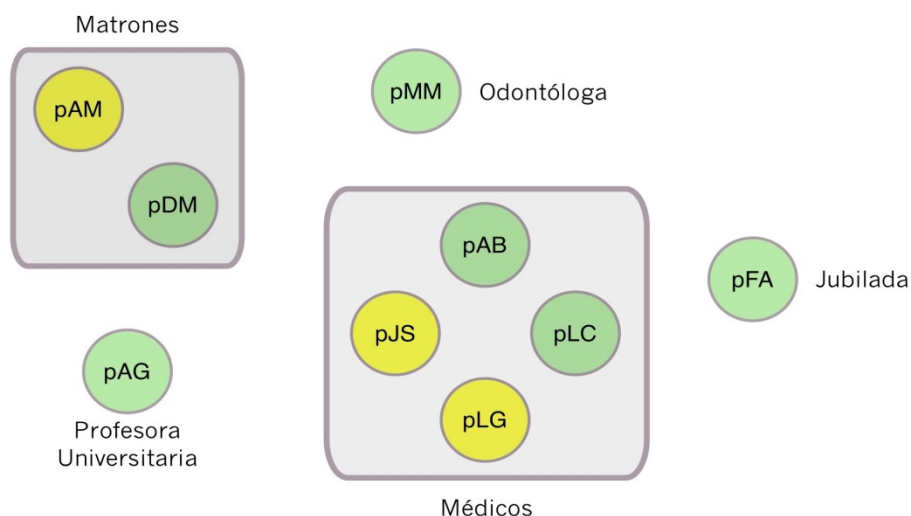 Matrones
pAM
pDM
pMM
Odontóloga
pAB
pJS
pLC
pLG
Médicos
pFA
Jubilada
pAG
Profesora
Universitaria